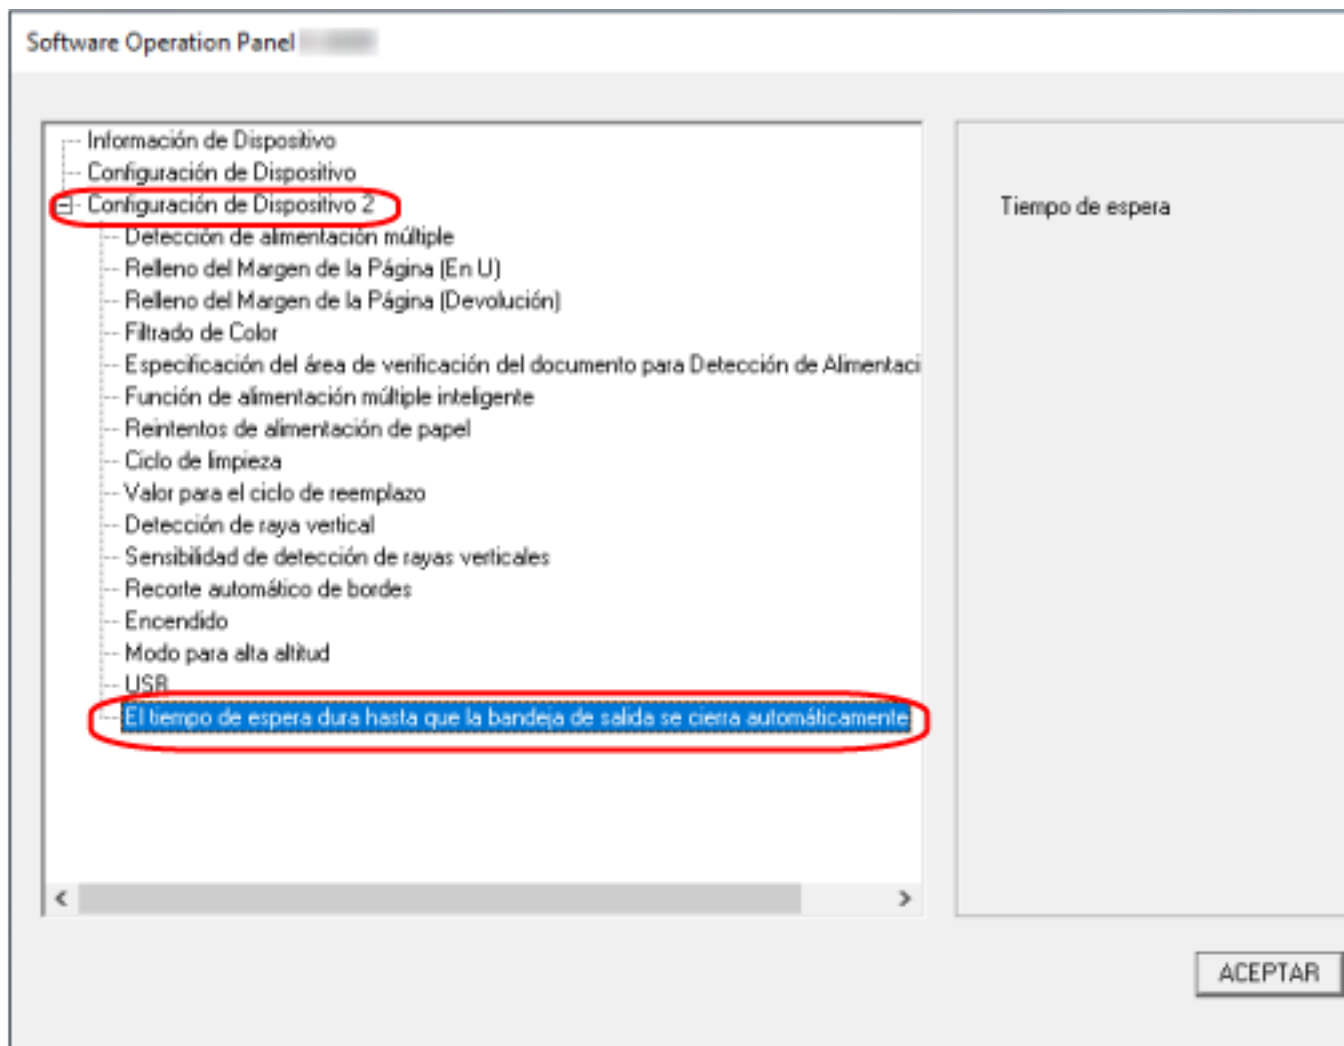 Software Operation Panel
Información de Dispositivo
Configuración de Dispositivo
Configuración de Dispositivo 2
Detección de alimentación múltiple
Relleno del Margen de la Página (En U)
Relleno del Margen de la Página (Devolución)
Filtrado de Color
Especificación del área de verificación del documento para Detección de Alimentaci
Función de alimentación múltiple inteligente
Reintentos de alimentación de papel
Ciclo de limpieza
Valor para el ciclo de reemplazo
Detección de raya vertical
Sensibilidad de detección de rayas verticales
Recorte automático de bordes
Encendido
Modo para alta altitud
USB
El tiempo de espera dura hasta que la bandeja de salida se cierra automáticamente
Tiempo de espera
ACEPTAR